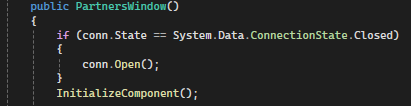 public PartnersWindow()
{
if (conn.State == System.Data.ConnectionState.Closed)
{
conn.Open();
}
InitializeComponent();